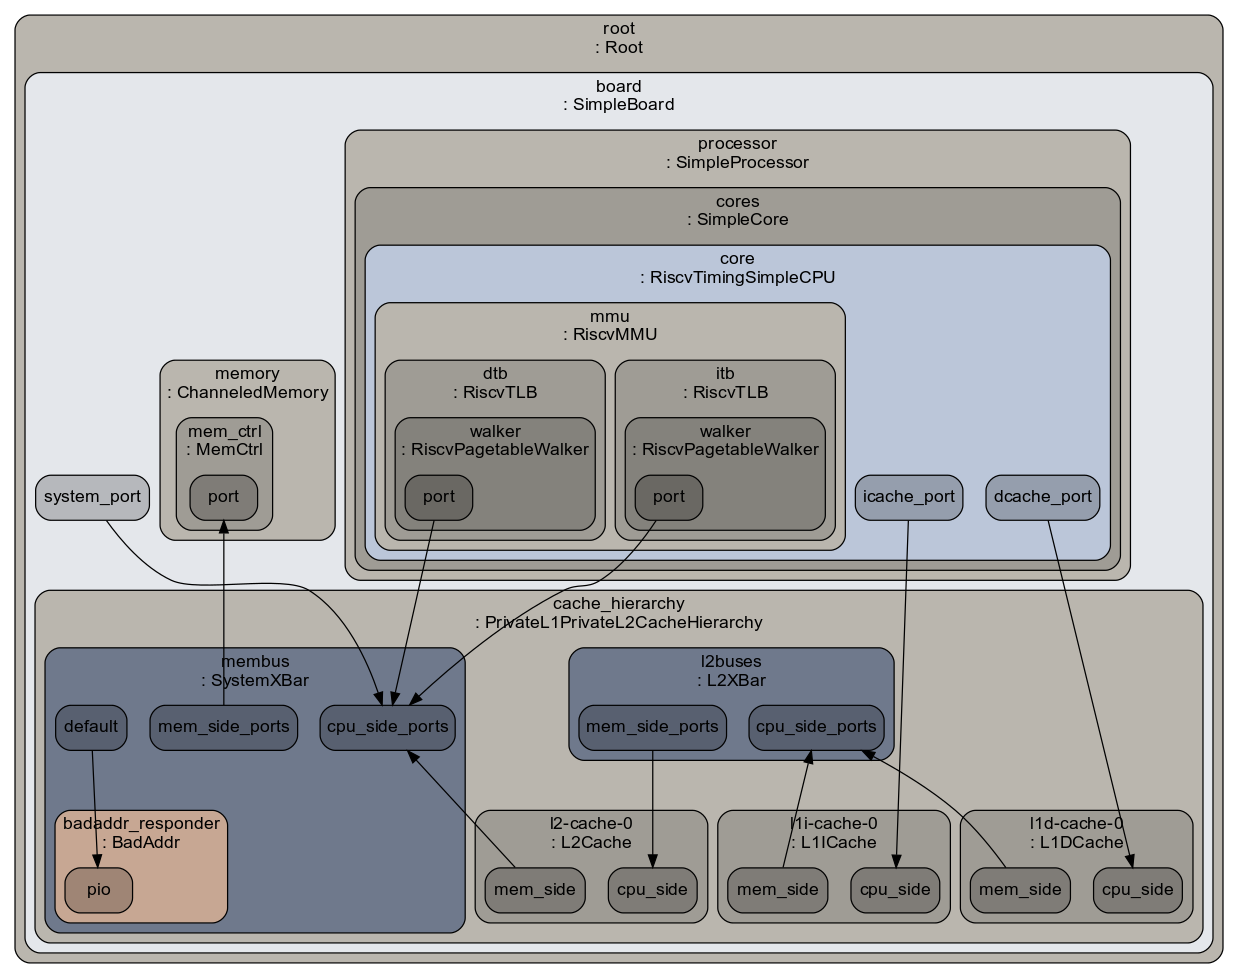 root
: Root
board
: SimpleBoard
processor
: SimpleProcessor
cores
: SimpleCore
core
: RiscvTimingSimpleCPU
mmu
: RiscvMMU
memory
: ChanneledMemory
dtb
: RiscvTLB
itb
: RiscvTLB
mem_ctrl
: MemCtrl
walker
: RiscvPagetableWalker
walker
: RiscvPagetableWalker
system_port
port
port
port
icache_port
dcache_port
cache_hierarchy
: PrivateL1PrivateL2CacheHierarchy
membus
: SystemXBar
l2buses
: L2XBar
default
mem_side_ports
cpu_side_ports
mem_side_ports
cpu_side_ports
badaddr_responder
: BadAddr
l2-cache-0
: L2Cache
l1i-cache-0
: L1ICache
l1d-cache-0
: L1DCache
pio
mem_side
cpu_side
mem_side
cpu_side
mem_side
cpu_side